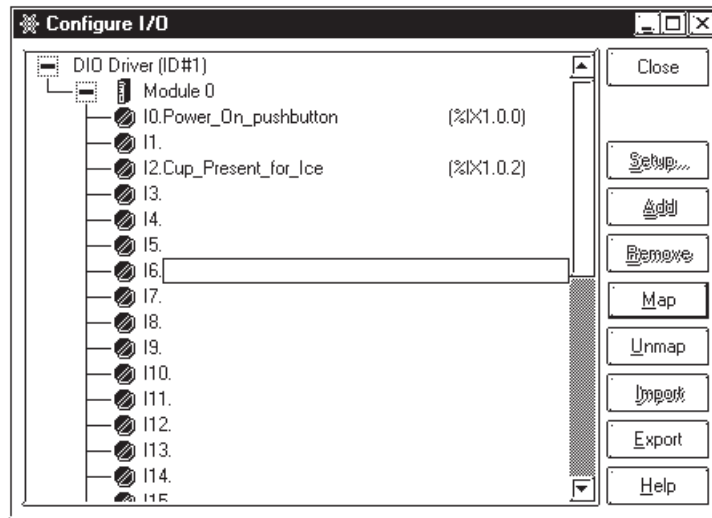 Configure I/O
DIO Driver (ID#1)
Module 0
I0.Power_On_pushbutton (%IX1.0.0)
I1.
I2.Cup_Present_for_Ice (%IX1.0.2)
I3.
I4.
I5.
I6.
I7.
I8.
I9.
I10.
I11.
I12.
I13.
I14.
I15.
Close
Setup...
Add
Remove
Map
Unmap
Import
Export
Help